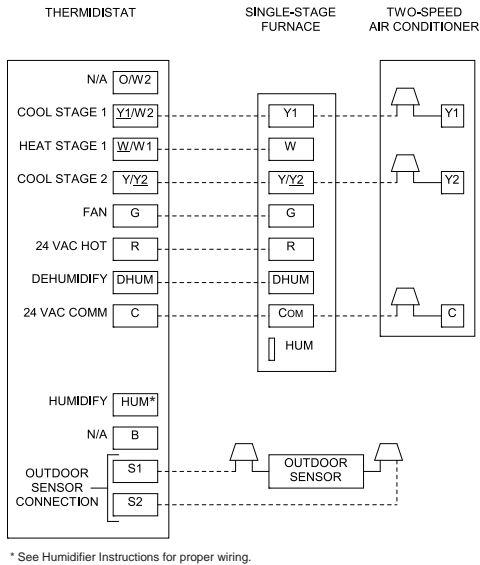 THERMIDISTAT
SINGLE-STAGE
FURNACE
TWO-SPEED
AIR CONDITIONER
N/A O/W2
COOL STAGE 1 Y1/W2 Y1 Y1
HEAT STAGE 1 W/W1 W
COOL STAGE 2 Y/Y2 Y/Y2 Y2
FAN G G
24 VAC HOT R R
DEHUMIDIFY DHUM DHUM
24 VAC COMM C COM C
HUM
HUMIDIFY HUM*
N/A B
OUTDOOR
SENSOR
CONNECTION
S1
S2
OUTDOOR
SENSOR
* See Humidifier Instructions for proper wiring.